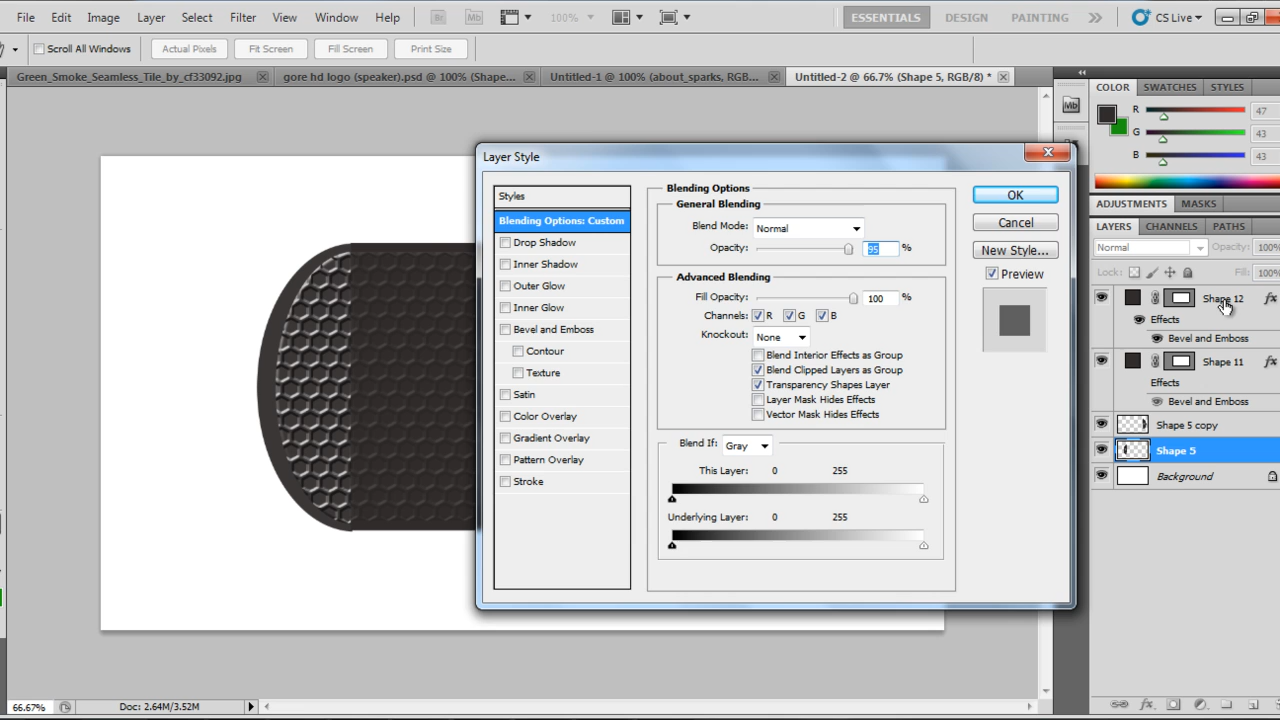 File Edit Image Layer Select Filter View Window Help Br Mb 100% ESSENTIALS DESIGN PAINTING CS Live
Scroll All Windows Actual Pixels Fit Screen Fill Screen Print Size
Green_Smoke_Seamless_Tile_by_cf33092.jpg gore hd logo (speaker).psd @ 100% (Shape... Untitled-1 @ 100% (about_sparks, RGB... Untitled-2 @ 66.7% (Shape 5, RGB/8) *
Layer Style
Styles
Blending Options: Custom
Drop Shadow
Inner Shadow
Outer Glow
Inner Glow
Bevel and Emboss
Contour
Texture
Satin
Color Overlay
Gradient Overlay
Pattern Overlay
Stroke
Blending Options
General Blending
Blend Mode: Normal
Opacity: 95 %
Advanced Blending
Fill Opacity: 100 %
Channels: R G B
Knockout: None
Blend Interior Effects as Group
Blend Clipped Layers as Group
Transparency Shapes Layer
Layer Mask Hides Effects
Vector Mask Hides Effects
Blend If: Gray
This Layer: 0 255
Underlying Layer: 0 255
OK
Cancel
New Style...
Preview
Mb
COLOR SWATCHES STYLES
R 47
G 43
B 43
ADJUSTMENTS MASKS
LAYERS CHANNELS PATHS
Normal Opacity: 100%
Lock: Fill: 100%
Shape 12 fx
Effects
Bevel and Emboss
Shape 11 fx
Effects
Bevel and Emboss
Shape 5 copy
Shape 5
Background
fx
66.67% Doc: 2.64M/3.52M